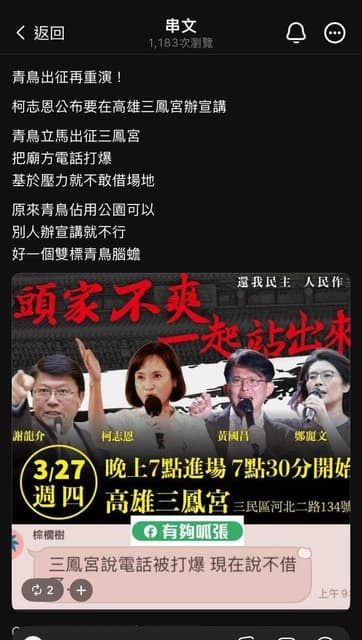 返回
串文
1,183次瀏覽
青鳥出征再重演！
柯志恩公布要在高雄三鳳宮辦宣講
青鳥立馬出征三鳳宮
把廟方電話打爆
基於壓力就不敢借場地
原來青鳥佔用公園可以
別人辦宣講就不行
好一個雙標青鳥腦蟾
還我民主 人民作
頭家不爽
一起站出來
謝龍介
柯志恩
黃國昌
鄭麗文
3/27
週四
晚上7點進場 7點30分開始
高雄三鳳宮 三民區河北二路134號
有夠呱張
棕櫚樹
三鳳宮說電話被打爆 現在說不借
了
2
上午9